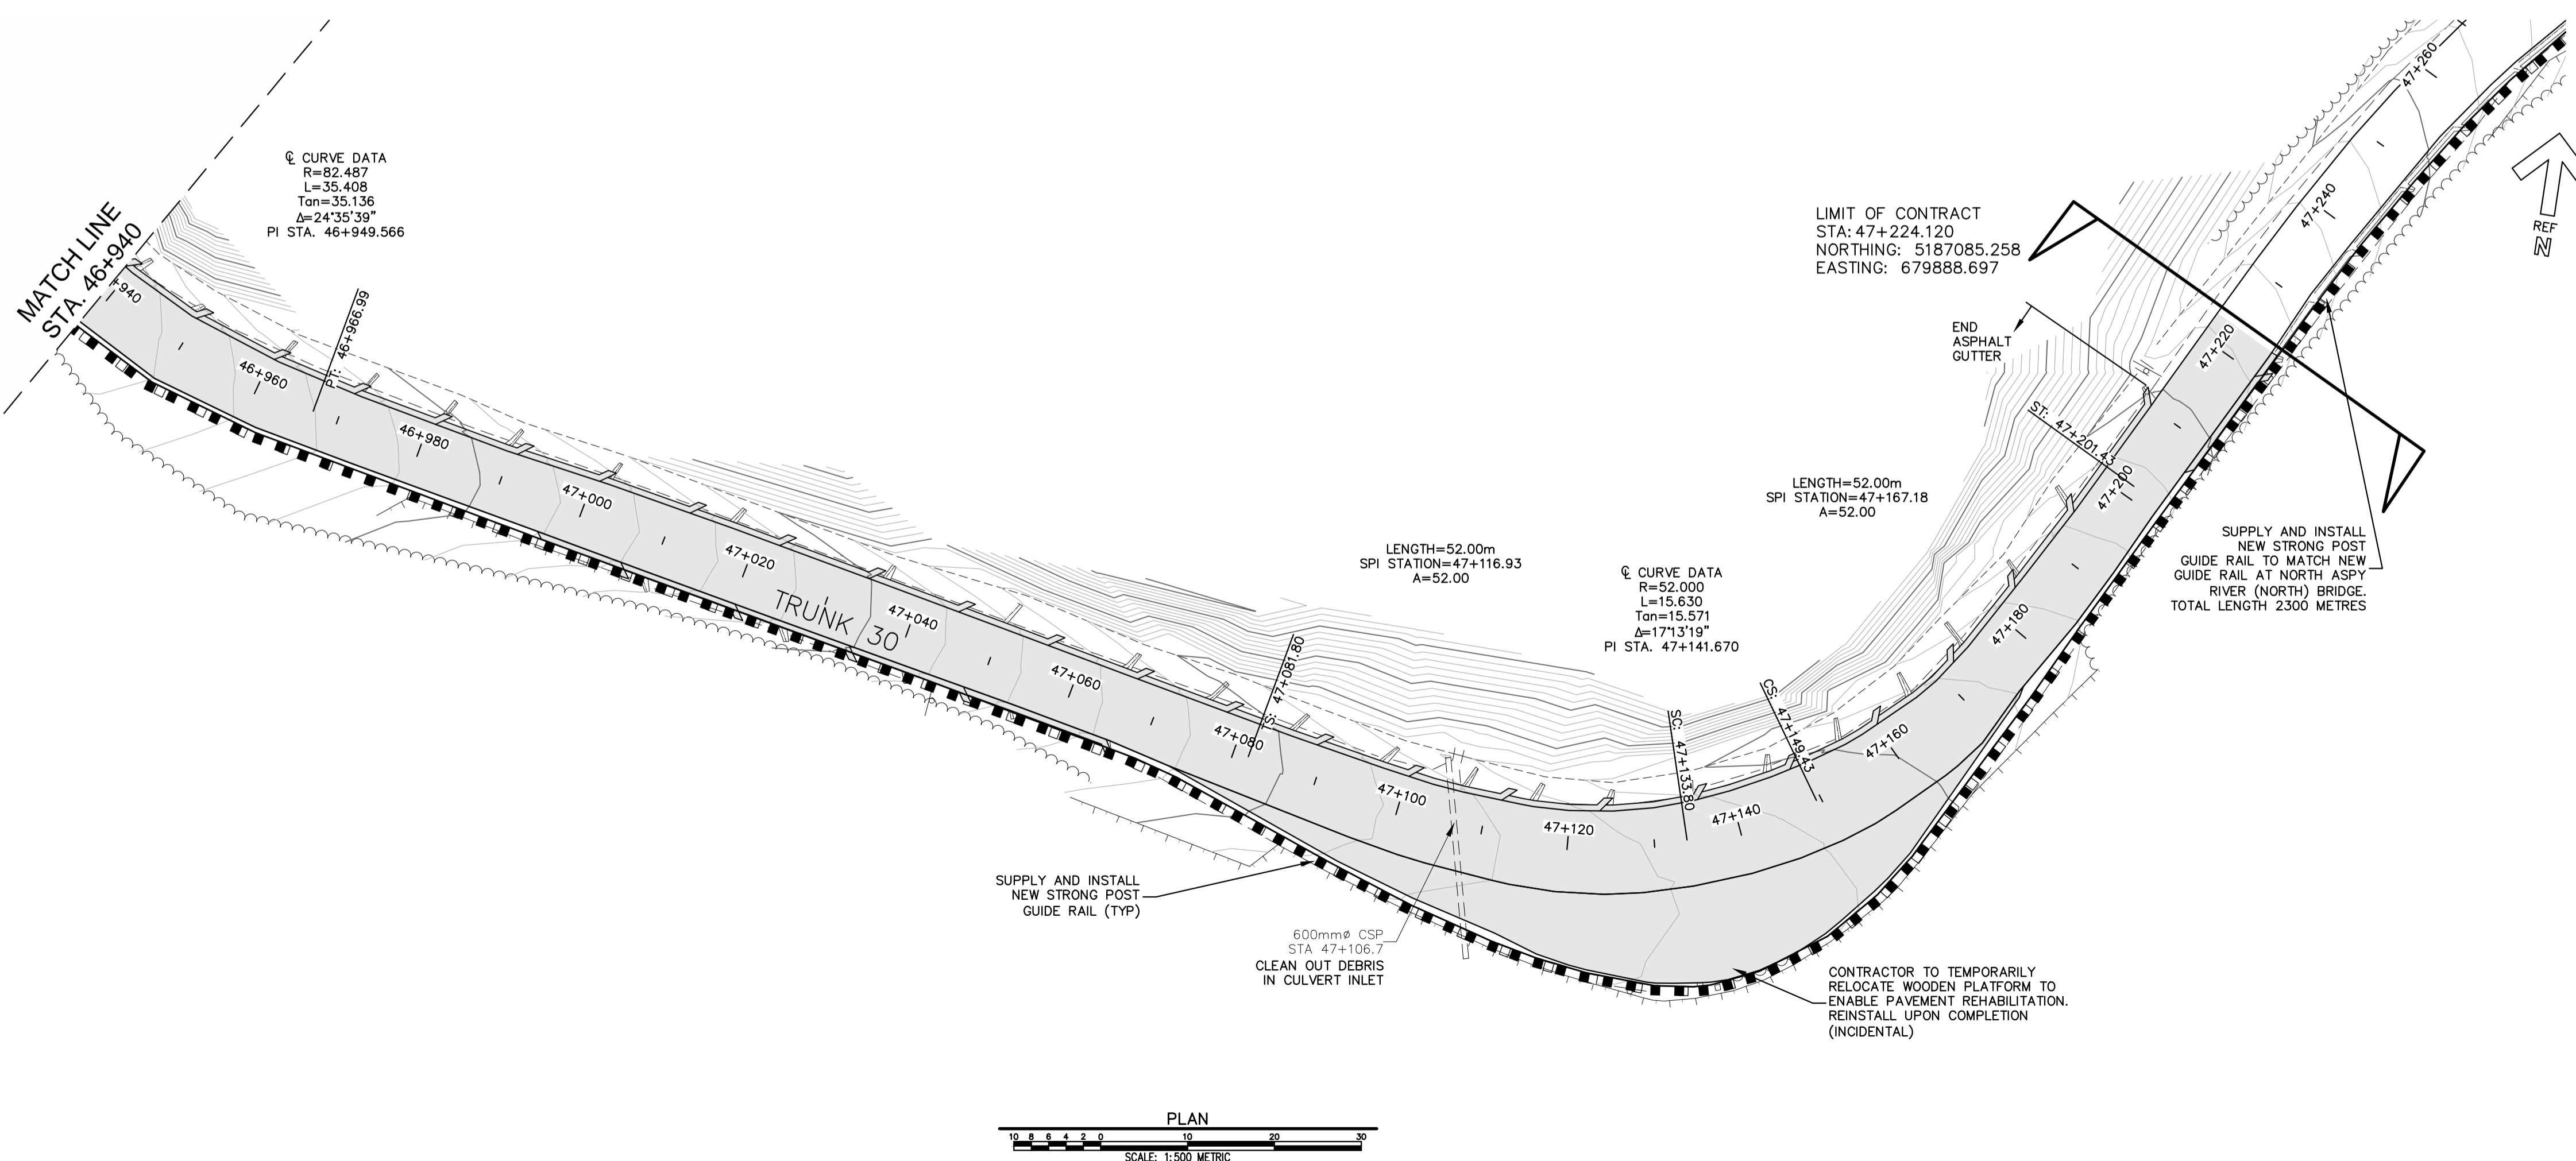 MATCH LINE
STA. 46+940
℄ CURVE DATA
R=82.487
L=35.408
Tan=35.136
Δ=24°35'39"
PI STA. 46+949.566
+940
46+960
PT: 46+966.99
46+980
47+000
47+020
TRUNK 30
47+040
47+060
47+080
TS: 47+081.80
47+100
47+120
SC: 47+133.80
47+140
CS: 47+149.43
47+160
47+180
47+200
ST: 47+201.43
47+220
47+240
47+260
LENGTH=52.00m
SPI STATION=47+116.93
A=52.00
℄ CURVE DATA
R=52.000
L=15.630
Tan=15.571
Δ=17°13'19"
PI STA. 47+141.670
LENGTH=52.00m
SPI STATION=47+167.18
A=52.00
LIMIT OF CONTRACT
STA: 47+224.120
NORTHING: 5187085.258
EASTING: 679888.697
END
ASPHALT
GUTTER
REF
N
SUPPLY AND INSTALL
NEW STRONG POST
GUIDE RAIL TO MATCH NEW
GUIDE RAIL AT NORTH ASPY
RIVER (NORTH) BRIDGE.
TOTAL LENGTH 2300 METRES
SUPPLY AND INSTALL
NEW STRONG POST
GUIDE RAIL (TYP)
600mmø CSP
STA 47+106.7
CLEAN OUT DEBRIS
IN CULVERT INLET
CONTRACTOR TO TEMPORARILY
RELOCATE WOODEN PLATFORM TO
ENABLE PAVEMENT REHABILITATION.
REINSTALL UPON COMPLETION
(INCIDENTAL)
PLAN
10 8 6 4 2 0 10 20 30
SCALE: 1:500 METRIC